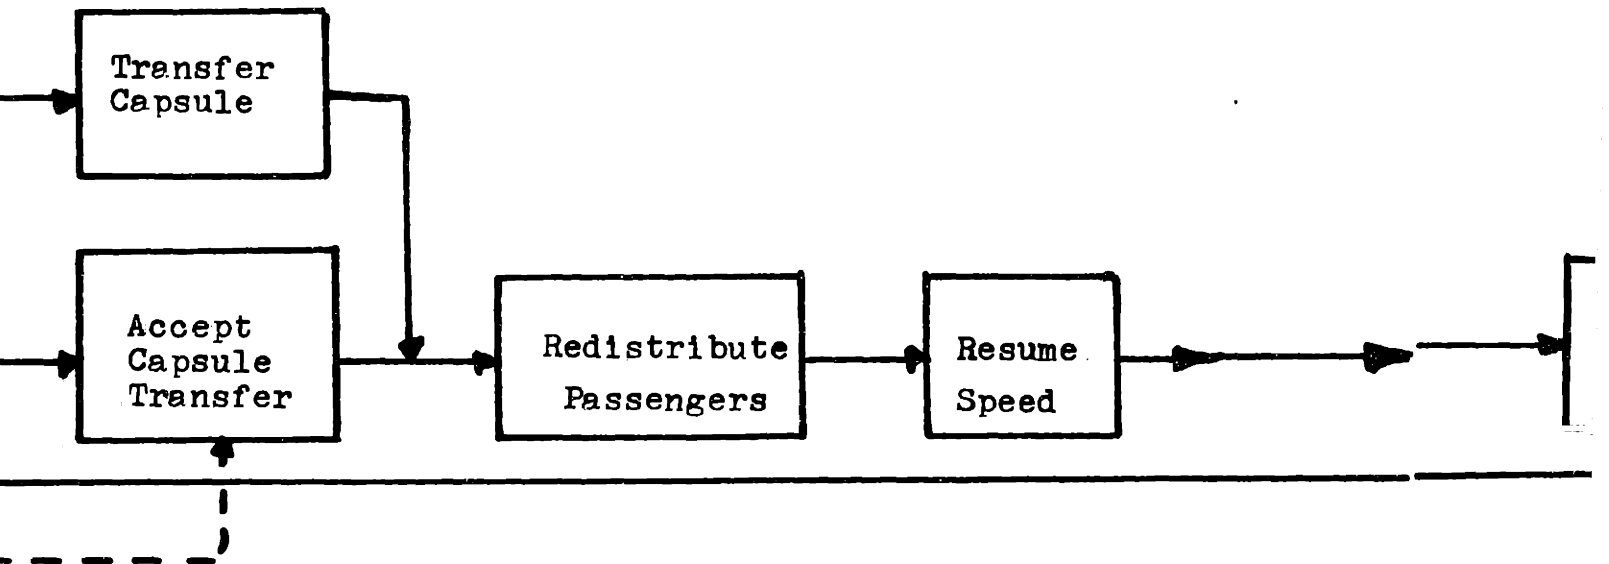 Transfer
Capsule
Accept
Capsule
Transfer
Redistribute
Passengers
Resume
Speed